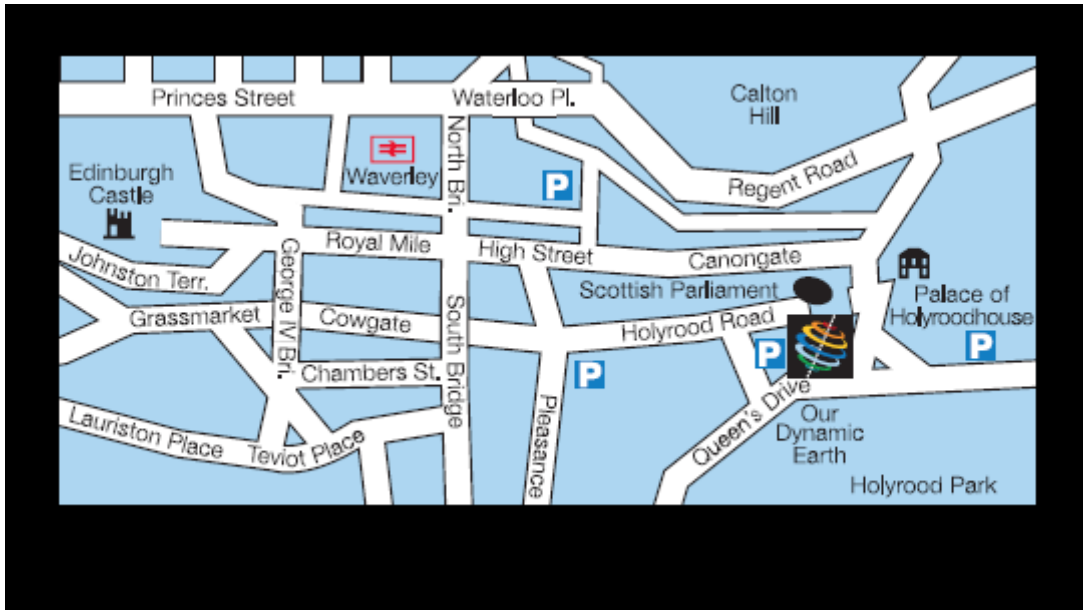 Princes Street
Waterloo Pl.
Calton
Hill
North Bri.
Edinburgh
Castle
Waverley
P
Regent Road
Royal Mile
High Street
Canongate
Johnston Terr.
George IV Bri.
Scottish Parliament
Palace of
Holyroodhouse
Grassmarket
Cowgate
South Bridge
Holyrood Road
P
P
P
Chambers St.
Pleasance
Queen's Drive
Our
Dynamic
Earth
Lauriston Place
Teviot Place
Holyrood Park